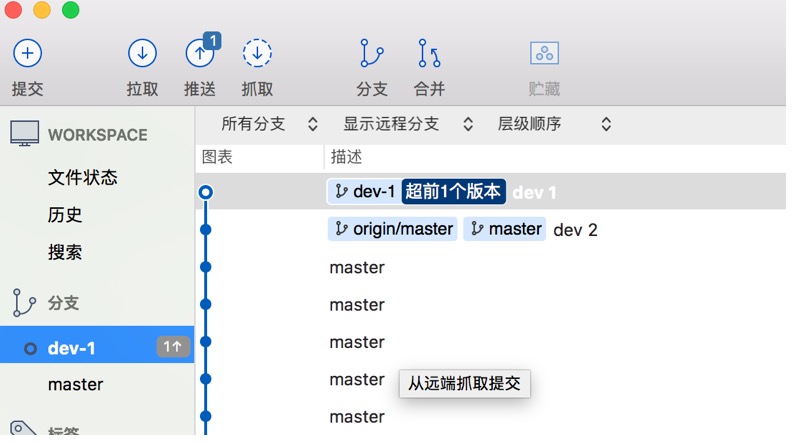 1
提交 拉取 推送 抓取 分支 合并 贮藏
WORKSPACE
文件状态
历史
搜索
分支
dev-1 1↑
master
标签
所有分支 显示远程分支 层级顺序
图表 描述
dev-1 超前1个版本 dev 1
origin/master master dev 2
master
master
master
master
从远端抓取提交
master